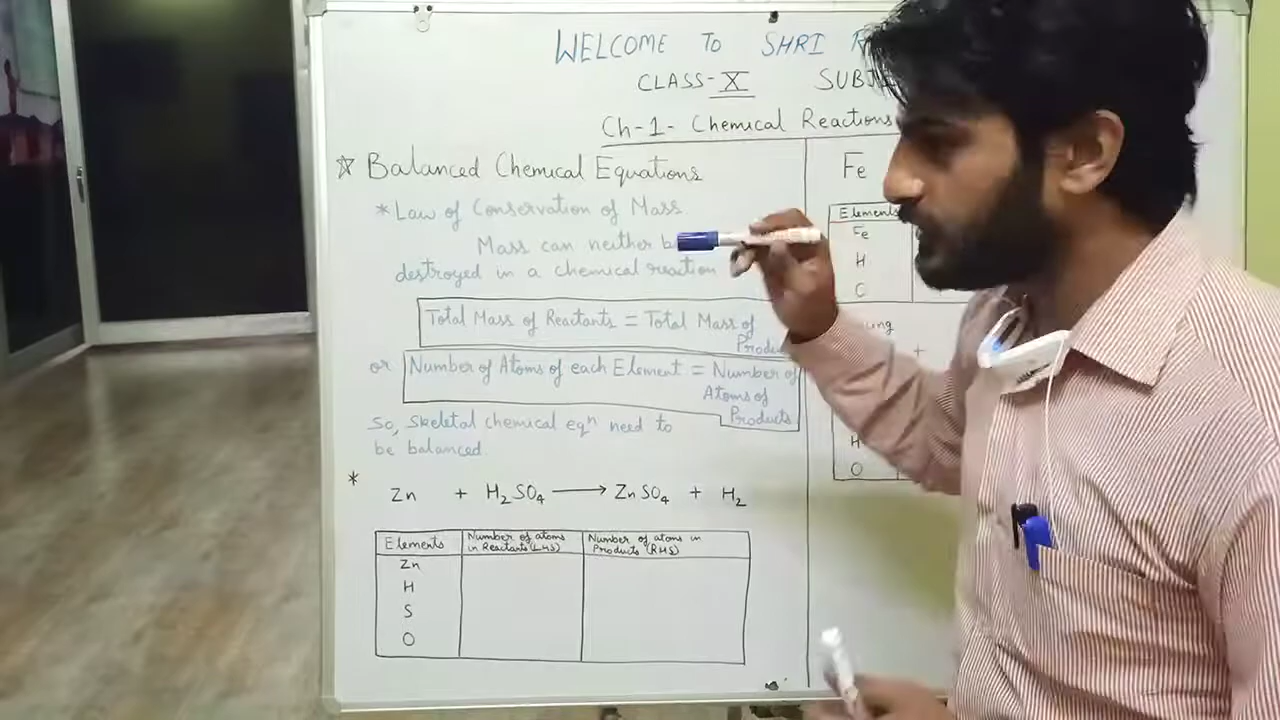 WELCOME TO SHRI
CLASS-X
Ch-1- Chemical Reactions
☆ Balanced Chemical Equations
* Law of Conservation of Mass
Mass can neither
destroyed in a chemical reaction
Total Mass of Reactants = Total Mass of
or Number of Atoms of each Element = Number of
Atoms of
Products
So, Skeletal chemical eqⁿ need to
be balanced.
* Zn + H₂SO₄ ⟶ ZnSO₄ + H₂
Elements Number of atoms in Reactants (LHS) Number of atoms in Products (RHS)
Zn
H
S
O
Fe
Elements
Fe
H
O
+
H
O